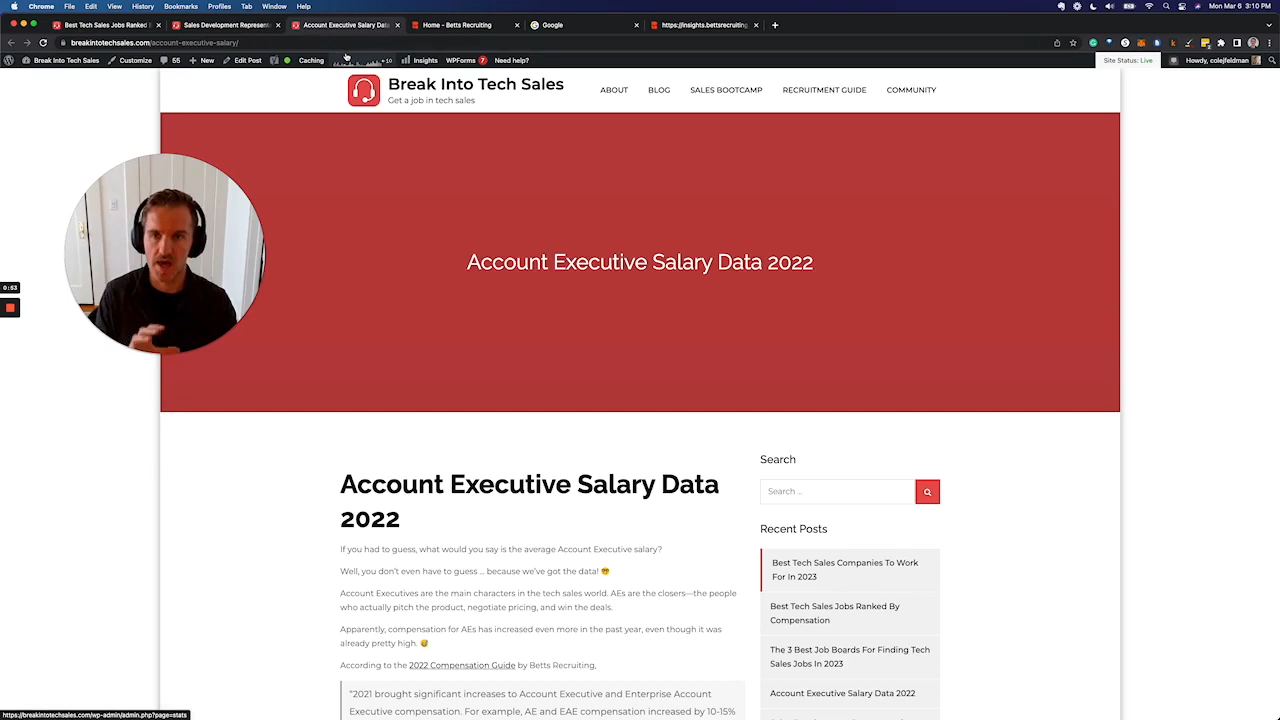 Chrome File Edit View History Bookmarks Profiles Tab Window Help Mon Mar 6 3:10 PM
Best Tech Sales Jobs Ranked B Sales Development Represent Account Executive Salary Data Home - Betts Recruiting Google https://insights.bettsrecruiting
breakintotechsales.com/account-executive-salary/
Break Into Tech Sales Customize 55 New Edit Post Caching +10 Insights WPForms 7 Need help? Site Status: Live Howdy, colejfeldman
Break Into Tech Sales
Get a job in tech sales
ABOUT BLOG SALES BOOTCAMP RECRUITMENT GUIDE COMMUNITY
Account Executive Salary Data 2022
0:53
Account Executive Salary Data
2022
If you had to guess, what would you say is the average Account Executive salary?
Well, you don't even have to guess … because we've got the data! 🤓
Account Executives are the main characters in the tech sales world. AEs are the closers—the people
who actually pitch the product, negotiate pricing, and win the deals.
Apparently, compensation for AEs has increased even more in the past year, even though it was
already pretty high. 😅
According to the 2022 Compensation Guide by Betts Recruiting,
"2021 brought significant increases to Account Executive and Enterprise Account
Executive compensation. For example, AE and EAE compensation increased by 10-15%
Search
Search …
Recent Posts
Best Tech Sales Companies To Work
For In 2023
Best Tech Sales Jobs Ranked By
Compensation
The 3 Best Job Boards For Finding Tech
Sales Jobs In 2023
Account Executive Salary Data 2022
https://breakintotechsales.com/wp-admin/admin.php?page=stats